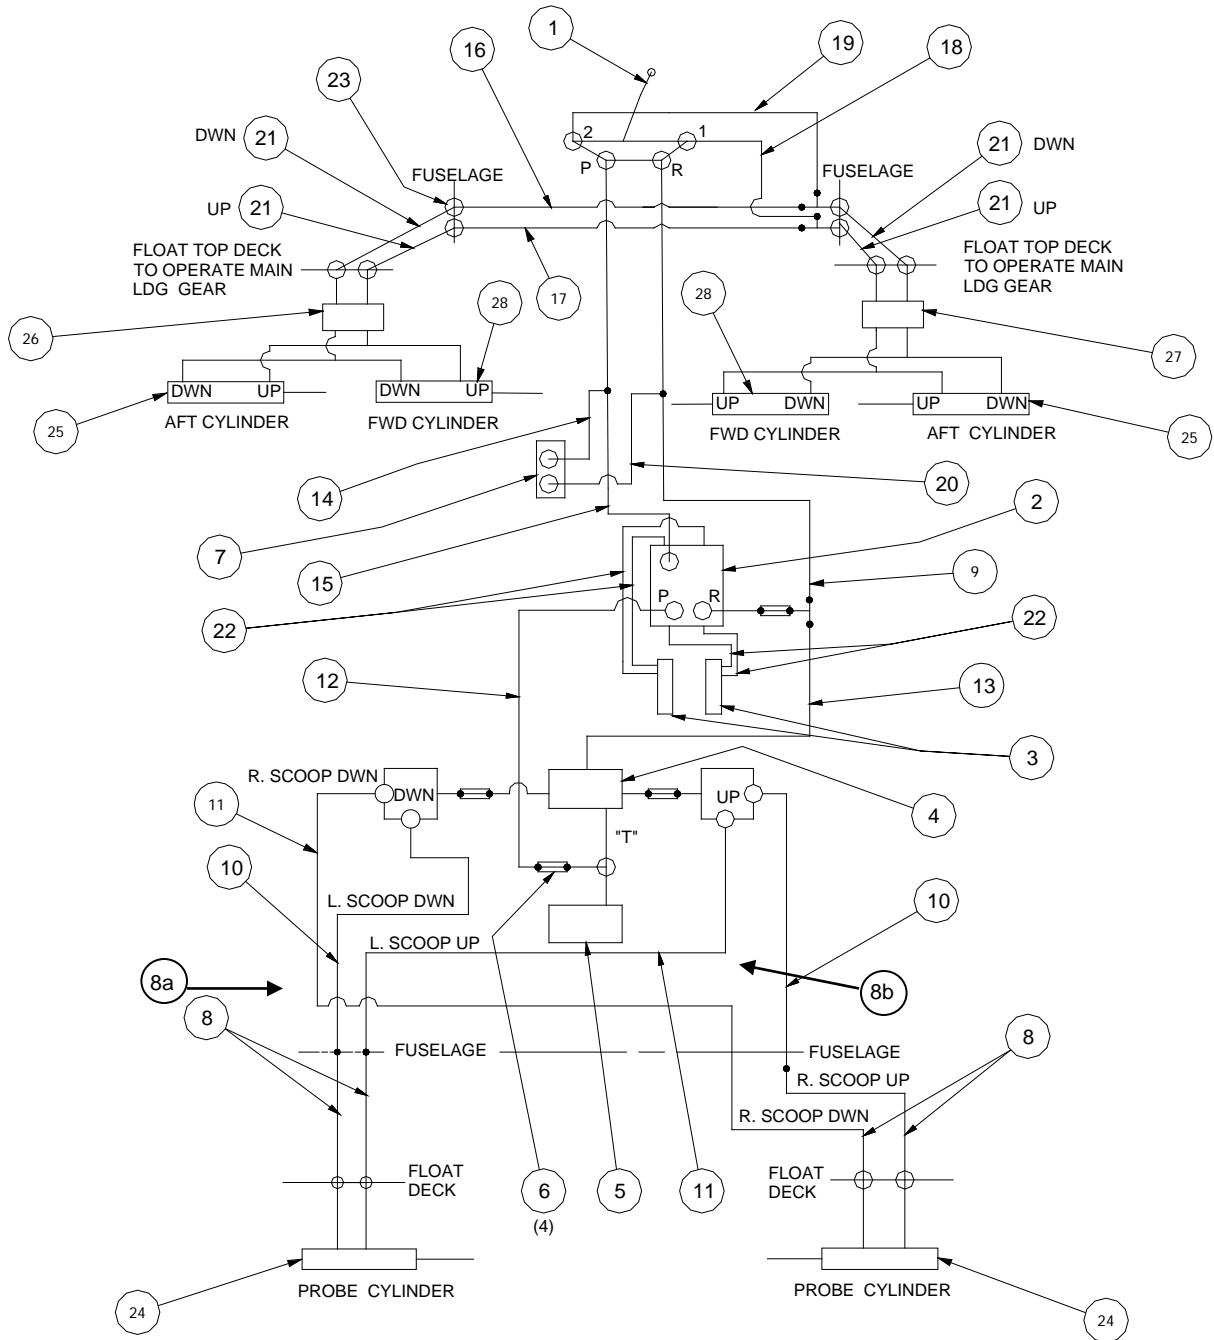 1
19
18
16
23
2
1
DWN 21
P
R
21 DWN
FUSELAGE
FUSELAGE
UP 21
21 UP
FLOAT TOP DECK
TO OPERATE MAIN
LDG GEAR
FLOAT TOP DECK
TO OPERATE MAIN
LDG GEAR
17
28
28
26
27
DWN UP
DWN UP
UP DWN
UP DWN
AFT CYLINDER
FWD CYLINDER
FWD CYLINDER
AFT CYLINDER
25
25
14
20
2
7
15
9
P R
22
22
12
13
3
R. SCOOP DWN
DWN
UP
11
4
"T"
10
10
L. SCOOP DWN
L. SCOOP UP
8a
8b
8
8
FUSELAGE
FUSELAGE
R. SCOOP UP
R. SCOOP DWN
FLOAT
DECK
6
(4)
5
11
FLOAT
DECK
PROBE CYLINDER
PROBE CYLINDER
24
24